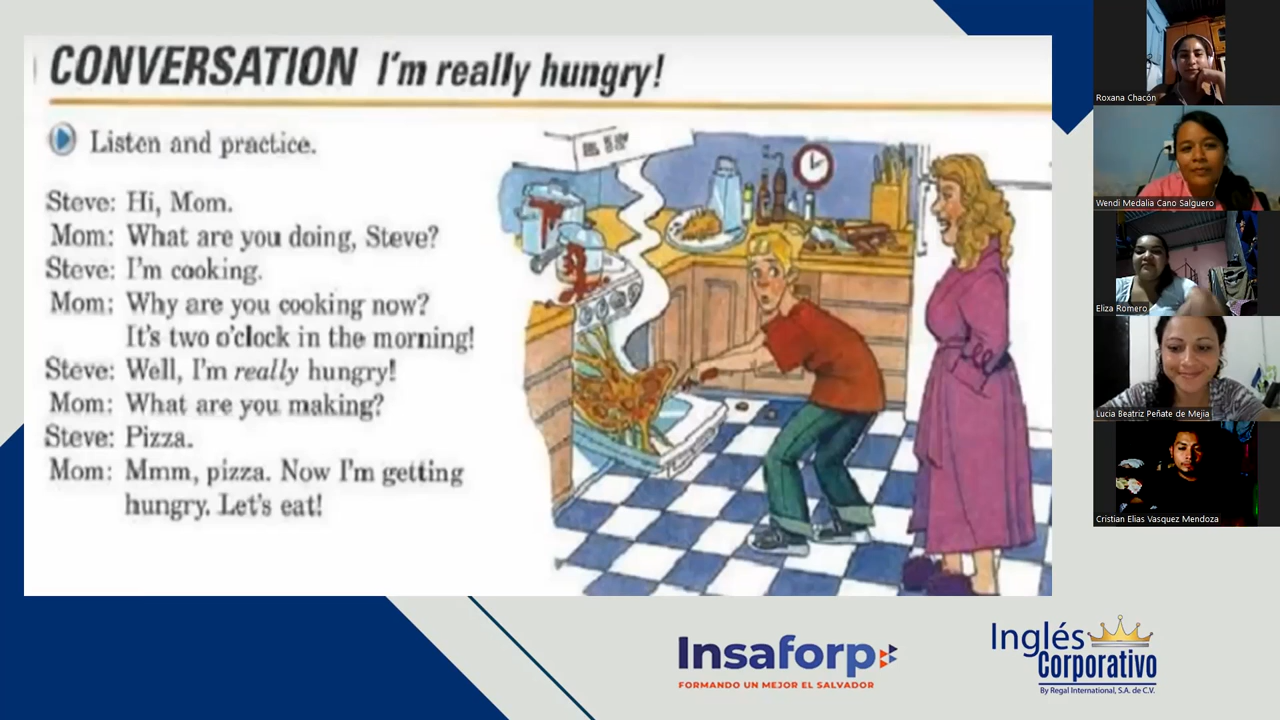 CONVERSATION I'm really hungry!
Listen and practice.
Steve: Hi, Mom.
Mom: What are you doing, Steve?
Steve: I'm cooking.
Mom: Why are you cooking now?
It's two o'clock in the morning!
Steve: Well, I'm really hungry!
Mom: What are you making?
Steve: Pizza.
Mom: Mmm, pizza. Now I'm getting
hungry. Let's eat!
Roxana Chacón
Wendi Medalia Cano Salguero
Eliza Romero
Lucia Beatriz Peñate de Mejia
Cristian Elias Vasquez Mendoza
Insaforp
FORMANDO UN MEJOR EL SALVADOR
Inglés
Corporativo
By Regal International, S.A. de C.V.